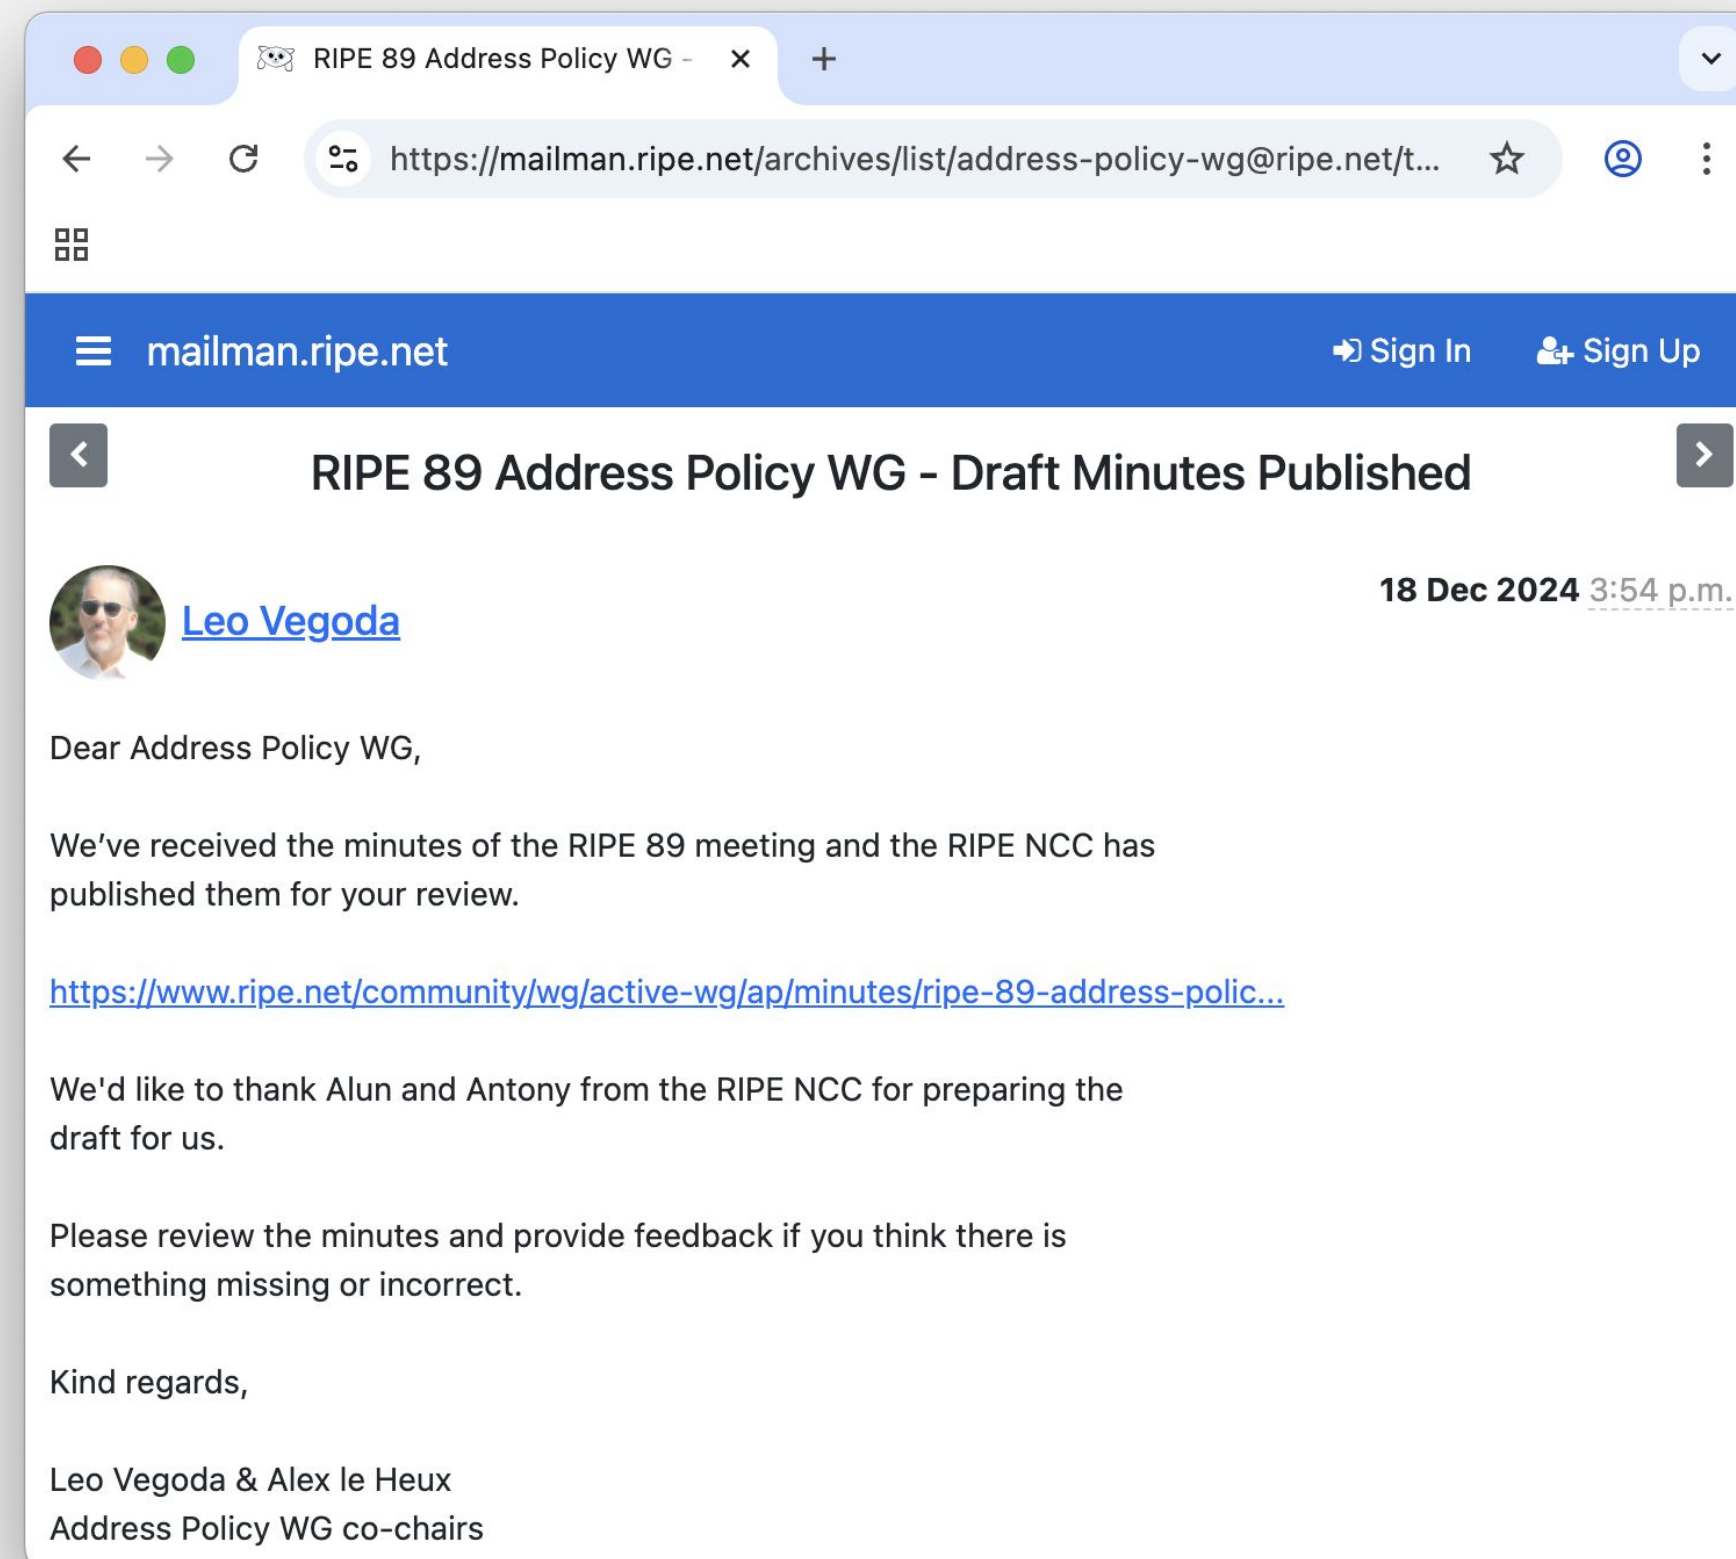 RIPE 89 Address Policy WG -
https://mailman.ripe.net/archives/list/address-policy-wg@ripe.net/t...
mailman.ripe.net
Sign In
Sign Up
RIPE 89 Address Policy WG - Draft Minutes Published
Leo Vegoda
18 Dec 2024 3:54 p.m.
Dear Address Policy WG,
We’ve received the minutes of the RIPE 89 meeting and the RIPE NCC has
published them for your review.
https://www.ripe.net/community/wg/active-wg/ap/minutes/ripe-89-address-polic...
We'd like to thank Alun and Antony from the RIPE NCC for preparing the
draft for us.
Please review the minutes and provide feedback if you think there is
something missing or incorrect.
Kind regards,
Leo Vegoda & Alex le Heux
Address Policy WG co-chairs